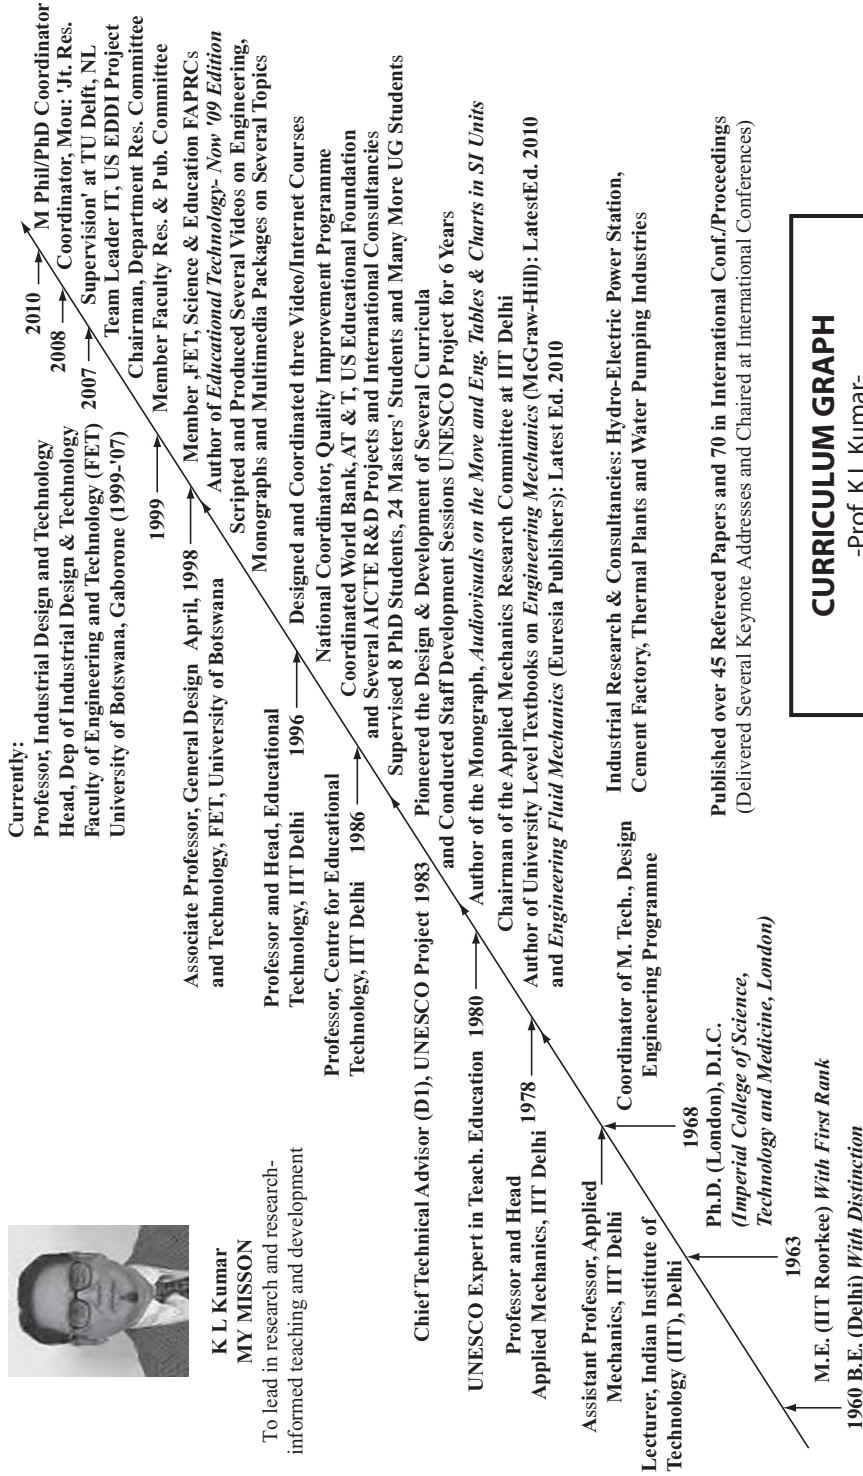 K L Kumar
MY MISSON
To lead in research and research-
informed teaching and development
Currently:
Professor, Industrial Design and Technology
Head, Dep of Industrial Design & Technology
Faculty of Engineering and Technology (FET)
University of Botswana, Gaborone (1999-'07)
2010
M Phil/PhD Coordinator
2008
Coordinator, Mou: 'Jt. Res.
Supervision' at TU Delft, NL
2007
Team Leader IT, US EDDI Project
Chairman, Department Res. Committee
Member Faculty Res. & Pub. Committee
1999
Associate Professor, General Design April, 1998
and Technology, FET, University of Botswana
Member ,FET, Science & Education FAPRCs
Author of Educational Technology- Now '09 Edition
Scripted and Produced Several Videos on Engineering,
Monographs and Multimedia Packages on Several Topics
Professor and Head, Educational
Technology, IIT Delhi 1996
Designed and Coordinated three Video/Internet Courses
National Coordinator, Quality Improvement Programme
Professor, Centre for Educational
Technology, IIT Delhi 1986
Coordinated World Bank, AT & T, US Educational Foundation
and Several AICTE R&D Projects and International Consultancies
Supervised 8 PhD Students, 24 Masters' Students and Many More UG Students
Chief Technical Advisor (D1), UNESCO Project 1983
Pioneered the Design & Development of Several Curricula
and Conducted Staff Development Sessions UNESCO Project for 6 Years
UNESCO Expert in Teach. Education 1980
Author of the Monograph, Audiovisuals on the Move and Eng. Tables & Charts in SI Units
Chairman of the Applied Mechanics Research Committee at IIT Delhi
Professor and Head
Applied Mechanics, IIT Delhi 1978
Author of University Level Textbooks on Engineering Mechanics (McGraw-Hill): LatestEd. 2010
and Engineering Fluid Mechanics (Euresia Publishers): Latest Ed. 2010
Assistant Professor, Applied
Mechanics, IIT Delhi
Coordinator of M. Tech., Design
Engineering Programme
Industrial Research & Consultancies: Hydro-Electric Power Station,
Cement Factory, Thermal Plants and Water Pumping Industries
Lecturer, Indian Institute of
Technology (IIT), Delhi
1968
Ph.D. (London), D.I.C.
(Imperial College of Science,
Technology and Medicine, London)
Published over 45 Refereed Papers and 70 in International Conf./Proceedings
(Delivered Several Keynote Addresses and Chaired at International Conferences)
1963
M.E. (IIT Roorkee) With First Rank
1960 B.E. (Delhi) With Distinction
CURRICULUM GRAPH
-Prof. K.L. Kumar-